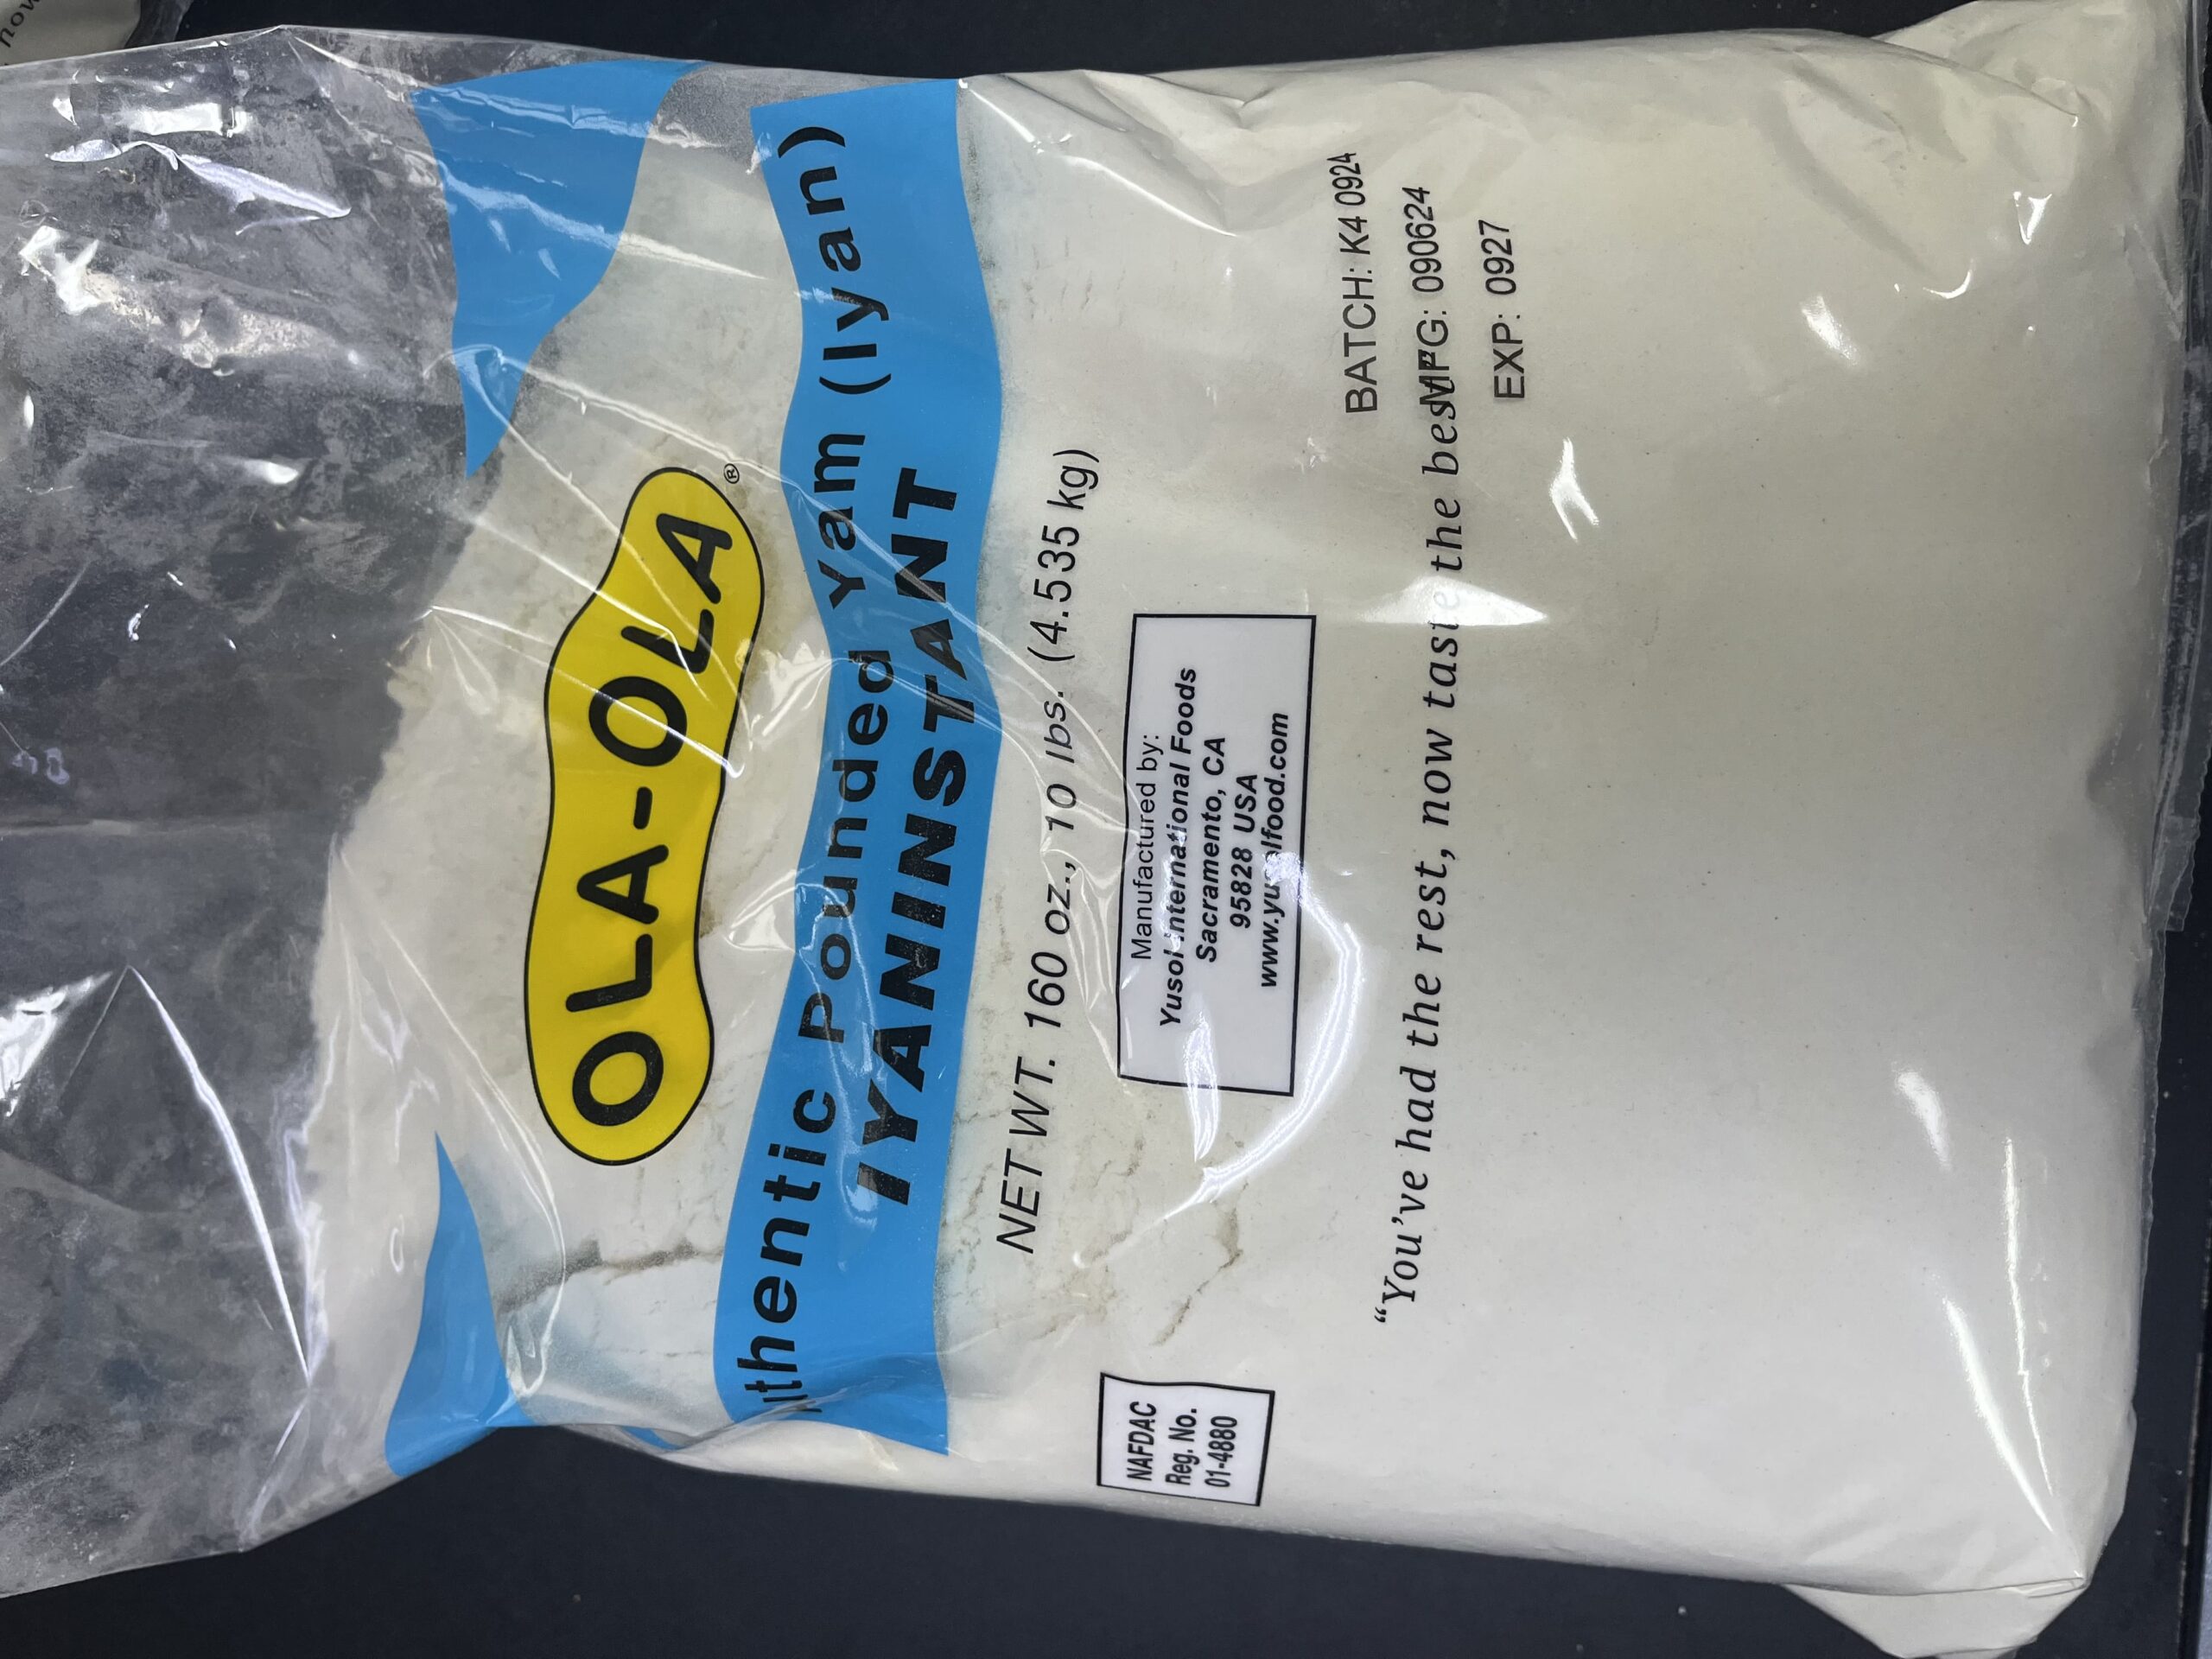 OLA-OLA®
Authentic Pounded Yam (Iyan)
IYANINSTANT
NET WT. 160 oz., 10 lbs. (4.535 kg)
NAFDAC
Reg. No.
01-4880
Manufactured by:
Yusol International Foods
Sacramento, CA
95828 USA
www.yusolfood.com
BATCH: K4 0924
MFG: 090624
EXP: 0927
"You've had the rest, now taste the best"
now